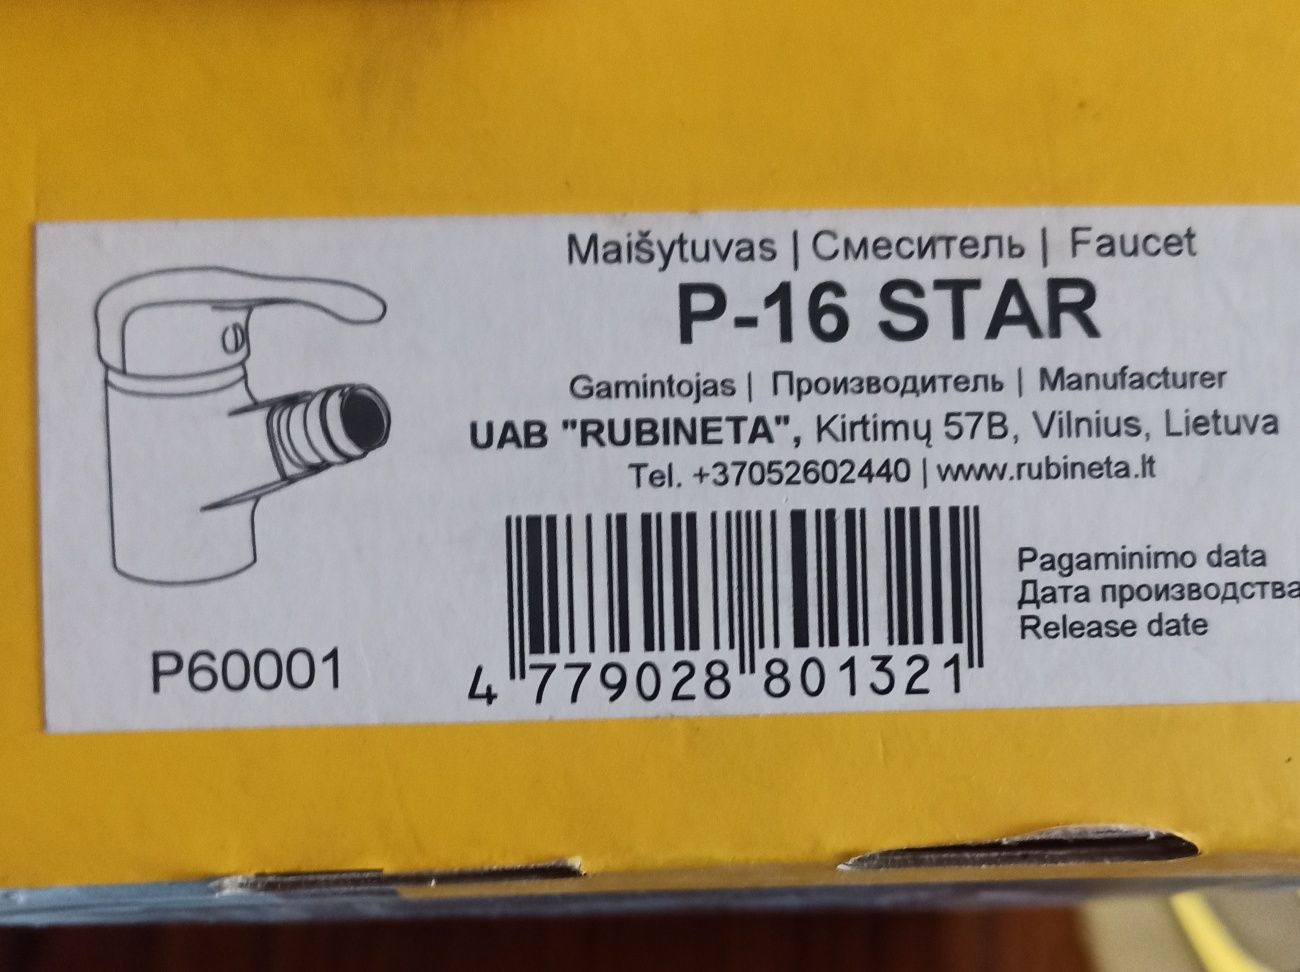 Maišytuvas | Смеситель | Faucet
P-16 STAR
Gamintojas | Производитель | Manufacturer
UAB "RUBINETA", Kirtimų 57B, Vilnius, Lietuva
Tel. +37052602440 | www.rubineta.lt
Pagaminimo data
Дата производства
Release date
P60001
4 779028 801321